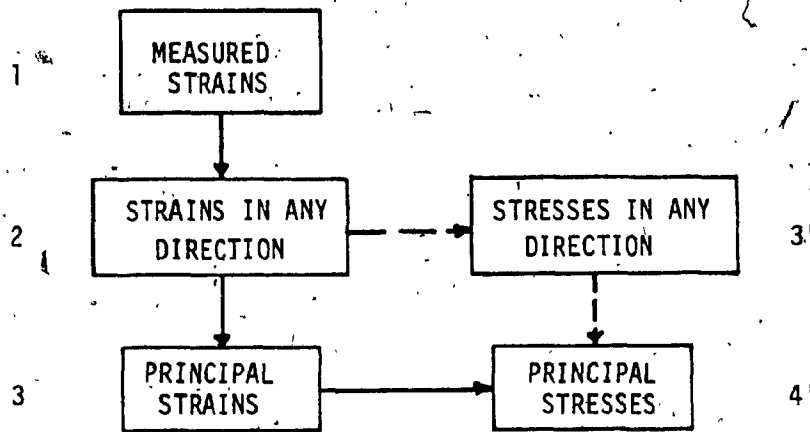 1
MEASURED
STRAINS
2
STRAINS IN ANY
DIRECTION
STRESSES IN ANY
DIRECTION
3'
3
PRINCIPAL
STRAINS
PRINCIPAL
STRESSES
4'